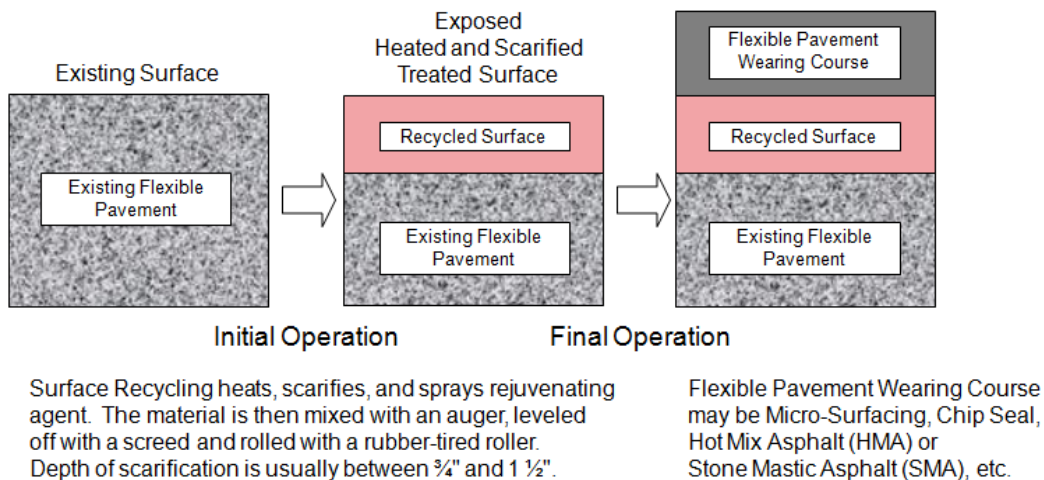 Existing Surface
Existing Flexible
Pavement
Exposed
Heated and Scarified
Treated Surface
Recycled Surface
Existing Flexible
Pavement
Flexible Pavement
Wearing Course
Recycled Surface
Existing Flexible
Pavement
Initial Operation
Final Operation
Surface Recycling heats, scarifies, and sprays rejuvenating
agent. The material is then mixed with an auger, leveled
off with a screed and rolled with a rubber-tired roller.
Depth of scarification is usually between ¾" and 1 ½".
Flexible Pavement Wearing Course
may be Micro-Surfacing, Chip Seal,
Hot Mix Asphalt (HMA) or
Stone Mastic Asphalt (SMA), etc.